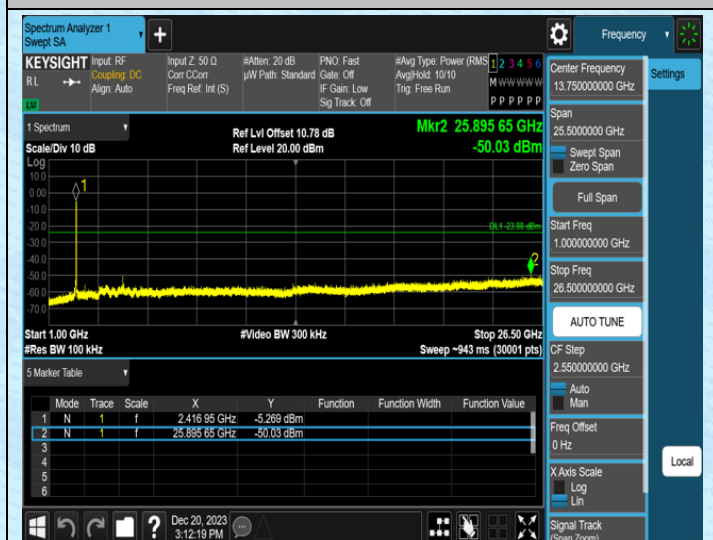 Spectrum Analyzer 1
Swept SA
+
Frequency
KEYSIGHT
RL
LW
Input: RF
Coupling: DC
Align: Auto
Input Z: 50 Ω
Corr CCorr
Freq Ref: Int (S)
#Atten: 20 dB
µW Path: Standard
PNO: Fast
Gate: Off
IF Gain: Low
Sig Track: Off
#Avg Type: Power (RMS
Avg|Hold: 10/10
Trig: Free Run
1 2 3 4 5 6
M W W W W W
P P P P P P
1 Spectrum
Scale/Div 10 dB
Ref Lvl Offset 10.78 dB
Ref Level 20.00 dBm
Mkr2 25.895 65 GHz
-50.03 dBm
Log
10.0
0.00
-10.0
-20.0
-30.0
-40.0
-50.0
-60.0
-70.0
1
DL1 -23.88 dBm
2
Start 1.00 GHz
#Res BW 100 kHz
#Video BW 300 kHz
Stop 26.50 GHz
Sweep ~943 ms (30001 pts)
5 Marker Table
Mode Trace Scale X Y Function Function Width Function Value
1 N 1 f 2.416 95 GHz -5.269 dBm
2 N 1 f 25.895 65 GHz -50.03 dBm
3
4
5
6
Dec 20, 2023
3:12:19 PM
?
Center Frequency
13.750000000 GHz
Span
25.5000000 GHz
Swept Span
Zero Span
Full Span
Start Freq
1.000000000 GHz
Stop Freq
26.500000000 GHz
AUTO TUNE
CF Step
2.550000000 GHz
Auto
Man
Freq Offset
0 Hz
X Axis Scale
Log
Lin
Signal Track
(Span Zoom)
Settings
Local